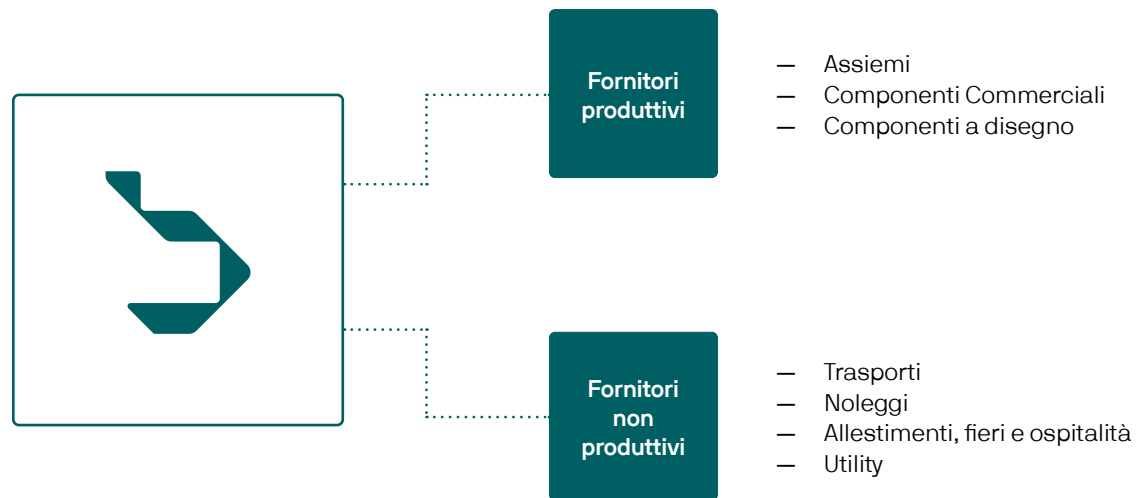 Fornitori
produttivi
— Assiemi
— Componenti Commerciali
— Componenti a disegno
Fornitori
non
produttivi
— Trasporti
— Noleggi
— Allestimenti, fieri e ospitalità
— Utility